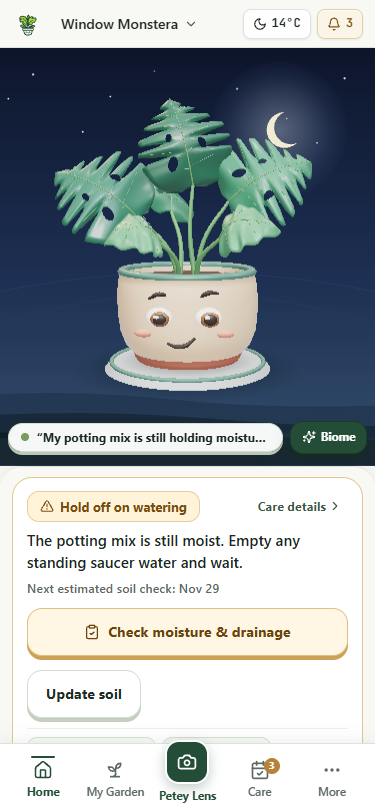 Window Monstera
14°C
3
“My potting mix is still holding moistu...
Biome
Hold off on watering
Care details
The potting mix is still moist. Empty any
standing saucer water and wait.
Next estimated soil check: Nov 29
Check moisture & drainage
Update soil
Home
My Garden
Petey Lens
3
Care
More